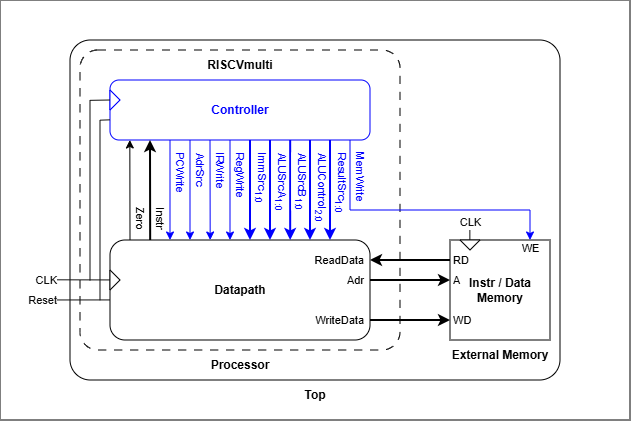 RISCVmulti
Controller
PCWrite
AdrSrc
IRWrite
RegWrite
ImmSrc1:0
ALUSrcA1:0
ALUSrcB1:0
ALUControl2:0
ResultSrc1:0
MemWrite
Zero
Instr
CLK
WE
CLK
Reset
Datapath
ReadData
Adr
WriteData
RD
A
WD
Instr / Data
Memory
External Memory
Processor
Top